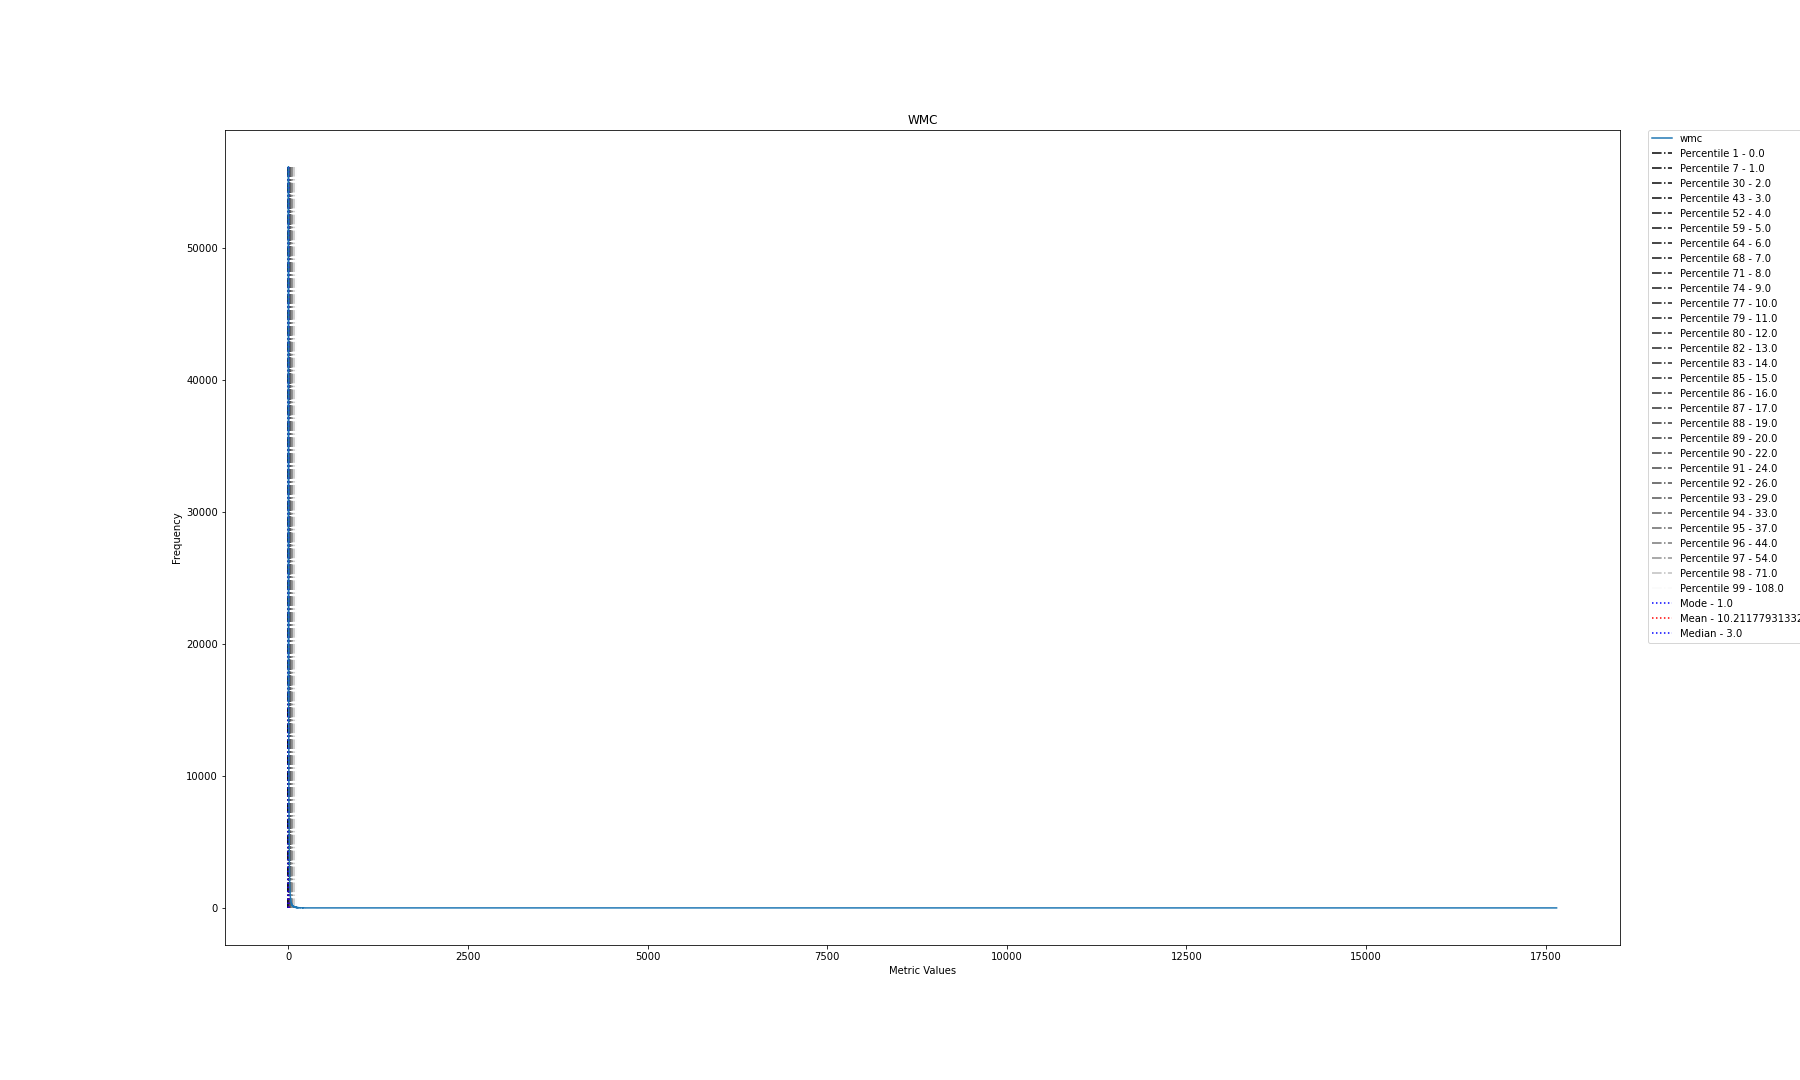 WMC
50000
40000
30000
20000
10000
0
Frequency
0 2500 5000 7500 10000 12500 15000 17500
Metric Values
wmc
Percentile 1 - 0.0
Percentile 7 - 1.0
Percentile 30 - 2.0
Percentile 43 - 3.0
Percentile 52 - 4.0
Percentile 59 - 5.0
Percentile 64 - 6.0
Percentile 68 - 7.0
Percentile 71 - 8.0
Percentile 74 - 9.0
Percentile 77 - 10.0
Percentile 79 - 11.0
Percentile 80 - 12.0
Percentile 82 - 13.0
Percentile 83 - 14.0
Percentile 85 - 15.0
Percentile 86 - 16.0
Percentile 87 - 17.0
Percentile 88 - 19.0
Percentile 89 - 20.0
Percentile 90 - 22.0
Percentile 91 - 24.0
Percentile 92 - 26.0
Percentile 93 - 29.0
Percentile 94 - 33.0
Percentile 95 - 37.0
Percentile 96 - 44.0
Percentile 97 - 54.0
Percentile 98 - 71.0
Percentile 99 - 108.0
Mode - 1.0
Mean - 10.21177931332
Median - 3.0